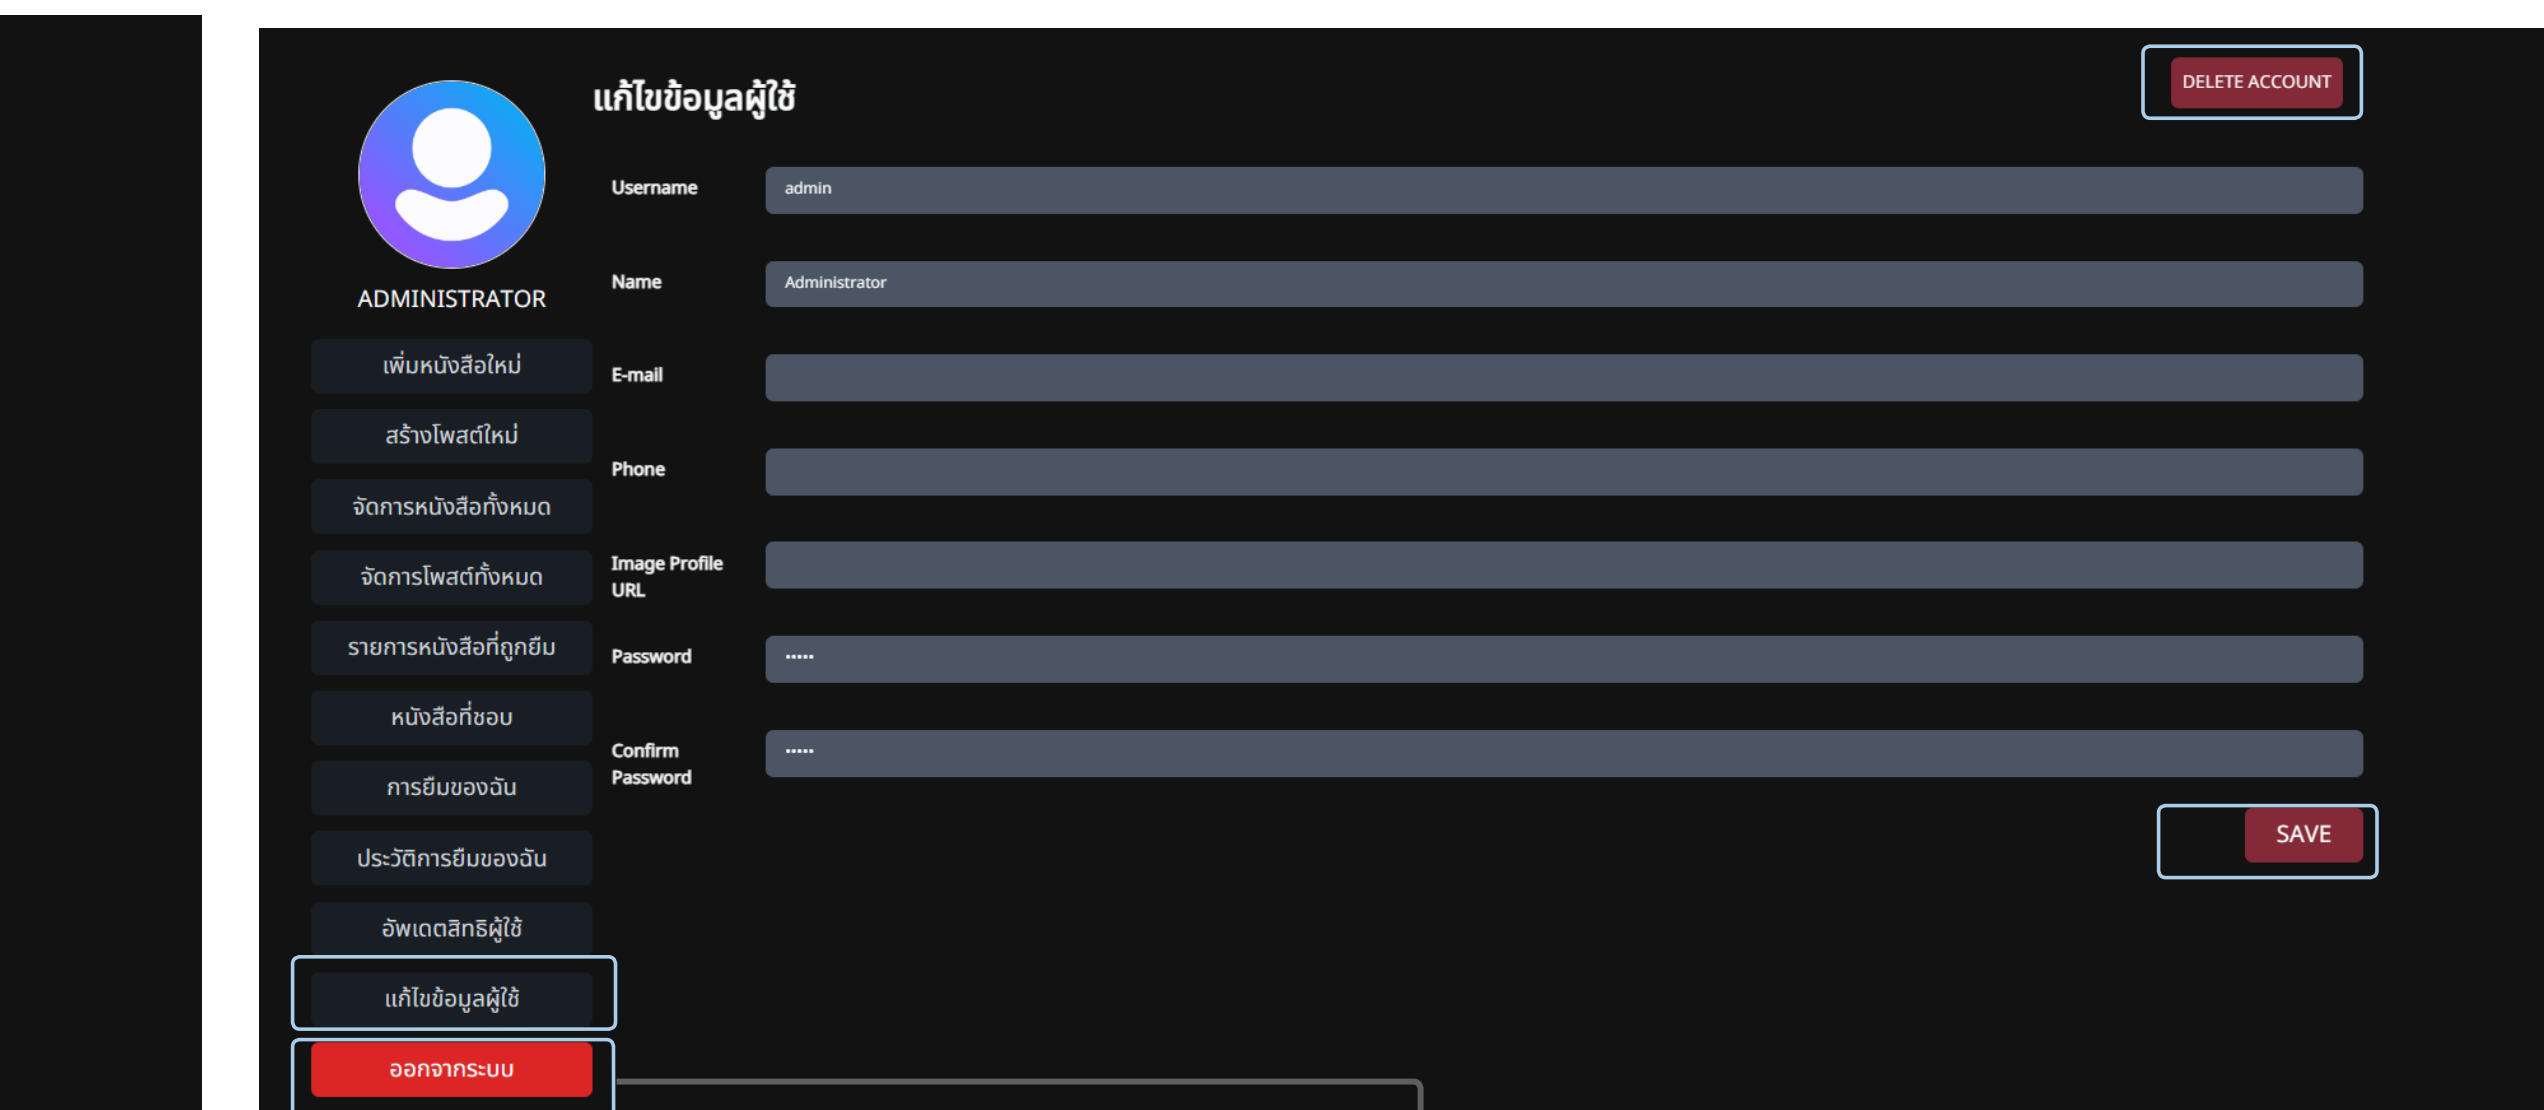 แก้ไขข้อมูลผู้ใช้
DELETE ACCOUNT
ADMINISTRATOR
เพิ่มหนังสือใหม่
สร้างโพสต์ใหม่
จัดการหนังสือทั้งหมด
จัดการโพสต์ทั้งหมด
รายการหนังสือที่ถูกยืม
หนังสือที่ชอบ
การยืมของฉัน
ประวัติการยืมของฉัน
อัพเดตสิทธิผู้ใช้
แก้ไขข้อมูลผู้ใช้
ออกจากระบบ
Username admin
Name Administrator
E-mail
Phone
Image Profile
URL
Password •••••
Confirm •••••
Password
SAVE